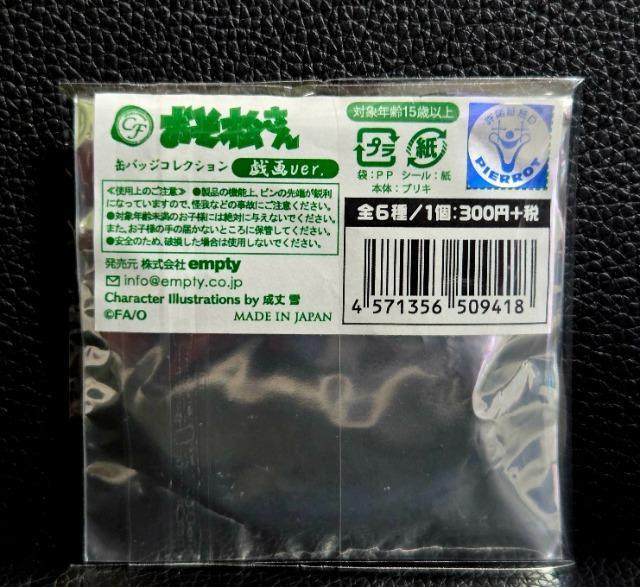 CF おそ松さん
缶バッジコレクション 戯画ver.
≪使用上のご注意≫ ●製品の機能上、ピンの先端が鋭利
になっていますので、怪我などの事故にご注意ください。
●対象年齢未満のお子様には絶対に与えないでください。
また、お子様の手の届かないところに保管してください。
●安全のため、破損した場合は使用しないでください。
発売元 株式会社empty
info@empty.co.jp
Character Illustrations by 成丈 雪
©FA/O MADE IN JAPAN
対象年齢15歳以上
プラ 紙
袋:PP シール:紙
本体:ブリキ
許諾証 ED
PIERROT
全6種/1個:300円+税
4 571356 509418